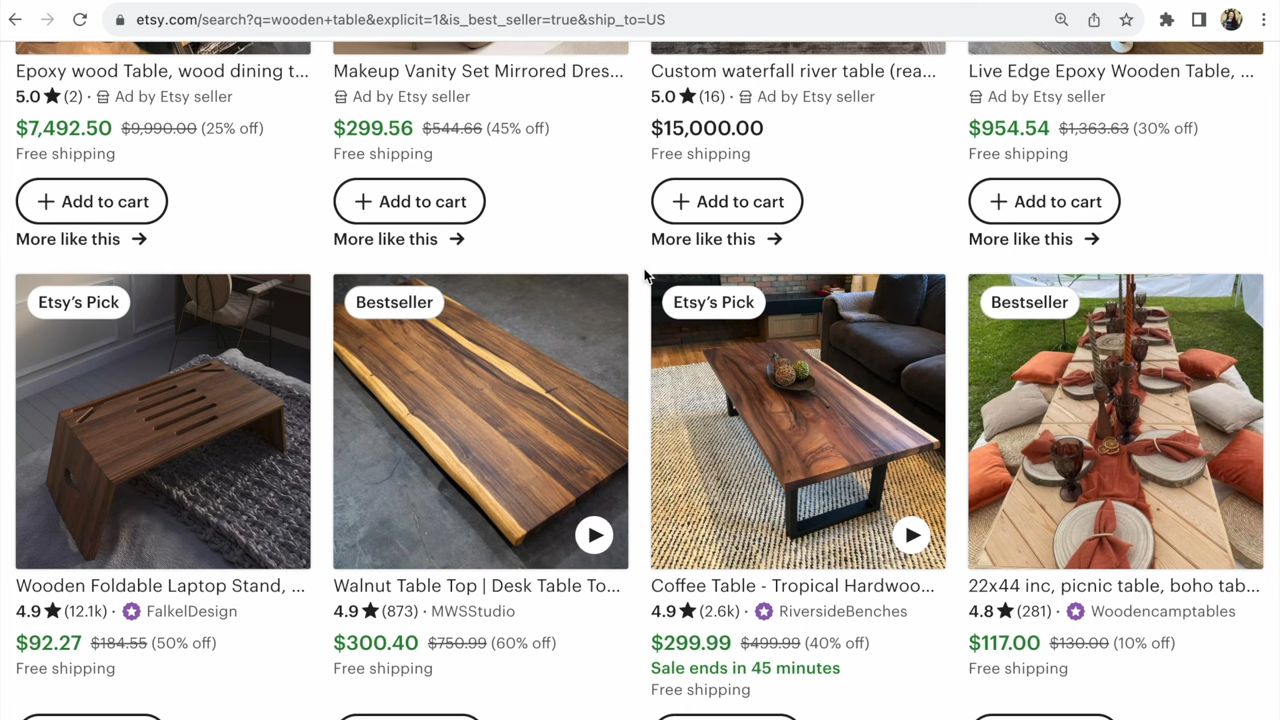 etsy.com/search?q=wooden+table&explicit=1&is_best_seller=true&ship_to=US
Epoxy wood Table, wood dining t...
5.0 ★ (2) · Ad by Etsy seller
$7,492.50 $9,990.00 (25% off)
Free shipping
+ Add to cart
More like this →
Makeup Vanity Set Mirrored Dres...
Ad by Etsy seller
$299.56 $544.66 (45% off)
Free shipping
+ Add to cart
More like this →
Custom waterfall river table (rea...
5.0 ★ (16) · Ad by Etsy seller
$15,000.00
Free shipping
+ Add to cart
More like this →
Live Edge Epoxy Wooden Table, ...
Ad by Etsy seller
$954.54 $1,363.63 (30% off)
Free shipping
+ Add to cart
More like this →
Etsy's Pick
Wooden Foldable Laptop Stand, ...
4.9 ★ (12.1k) · FalkelDesign
$92.27 $184.55 (50% off)
Free shipping
Bestseller
Walnut Table Top | Desk Table To...
4.9 ★ (873) · MWSStudio
$300.40 $750.99 (60% off)
Free shipping
Etsy's Pick
Coffee Table - Tropical Hardwoo...
4.9 ★ (2.6k) · RiversideBenches
$299.99 $499.99 (40% off)
Sale ends in 45 minutes
Free shipping
Bestseller
22x44 inc, picnic table, boho tab...
4.8 ★ (281) · Woodencamptables
$117.00 $130.00 (10% off)
Free shipping